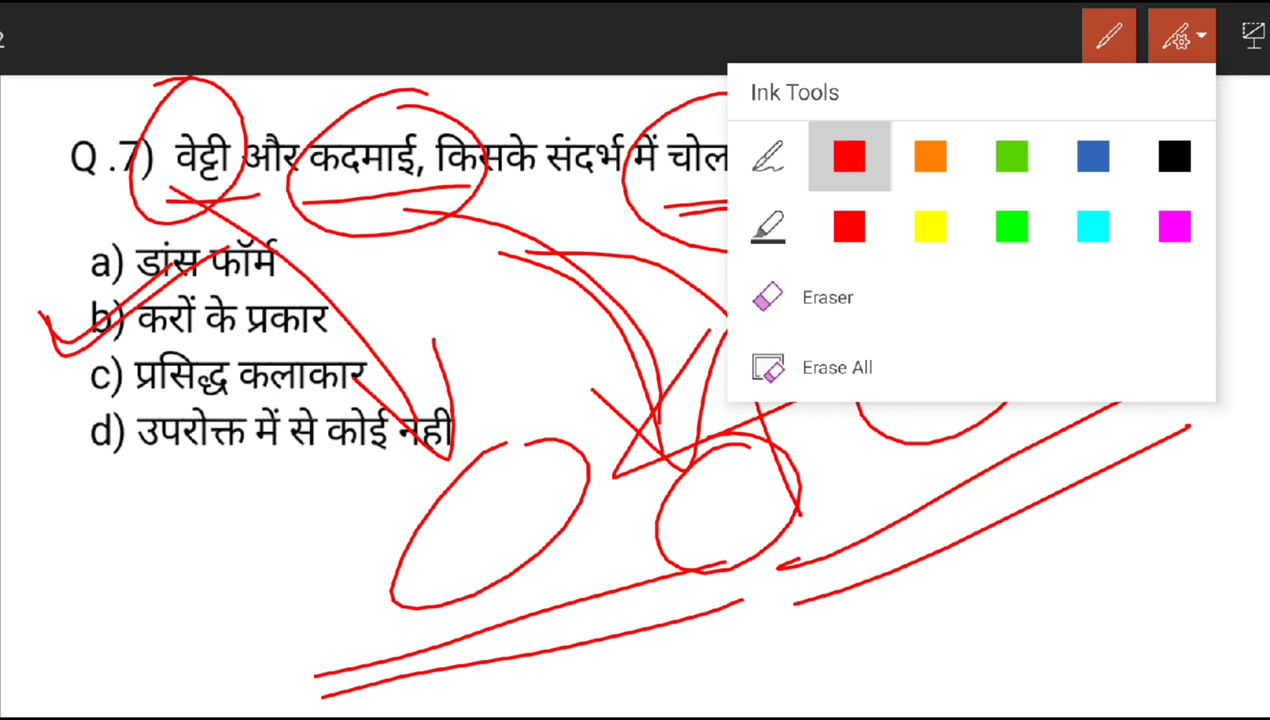 Ink Tools
Q .7) वेट्टी और कदमाई, किसके संदर्भ में चोल
a) डांस फॉर्म
b) करों के प्रकार
c) प्रसिद्ध कलाकार
d) उपरोक्त में से कोई नही
Eraser
Erase All